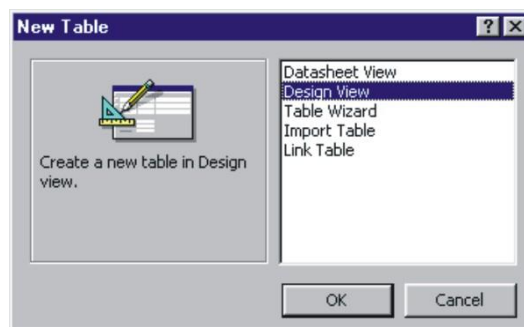 New Table
Create a new table in Design
view.
Datasheet View
Design View
Table Wizard
Import Table
Link Table
OK
Cancel